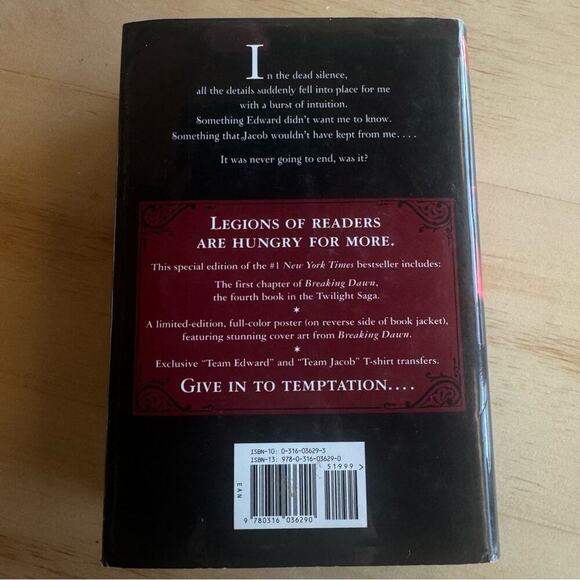 In the dead silence,
all the details suddenly fell into place for me
with a burst of intuition.
Something Edward didn't want me to know.
Something that Jacob wouldn't have kept from me. . . .
It was never going to end, was it?
LEGIONS OF READERS
ARE HUNGRY FOR MORE.
This special edition of the #1 New York Times bestseller includes:
The first chapter of Breaking Dawn,
the fourth book in the Twilight Saga.
*
A limited-edition, full-color poster (on reverse side of book jacket),
featuring stunning cover art from Breaking Dawn.
*
Exclusive "Team Edward" and "Team Jacob" T-shirt transfers.
GIVE IN TO TEMPTATION. . . .
ISBN-10: 0-316-03629-3
ISBN-13: 978-0-316-03629-0
51999>
EAN
9 780316 036290